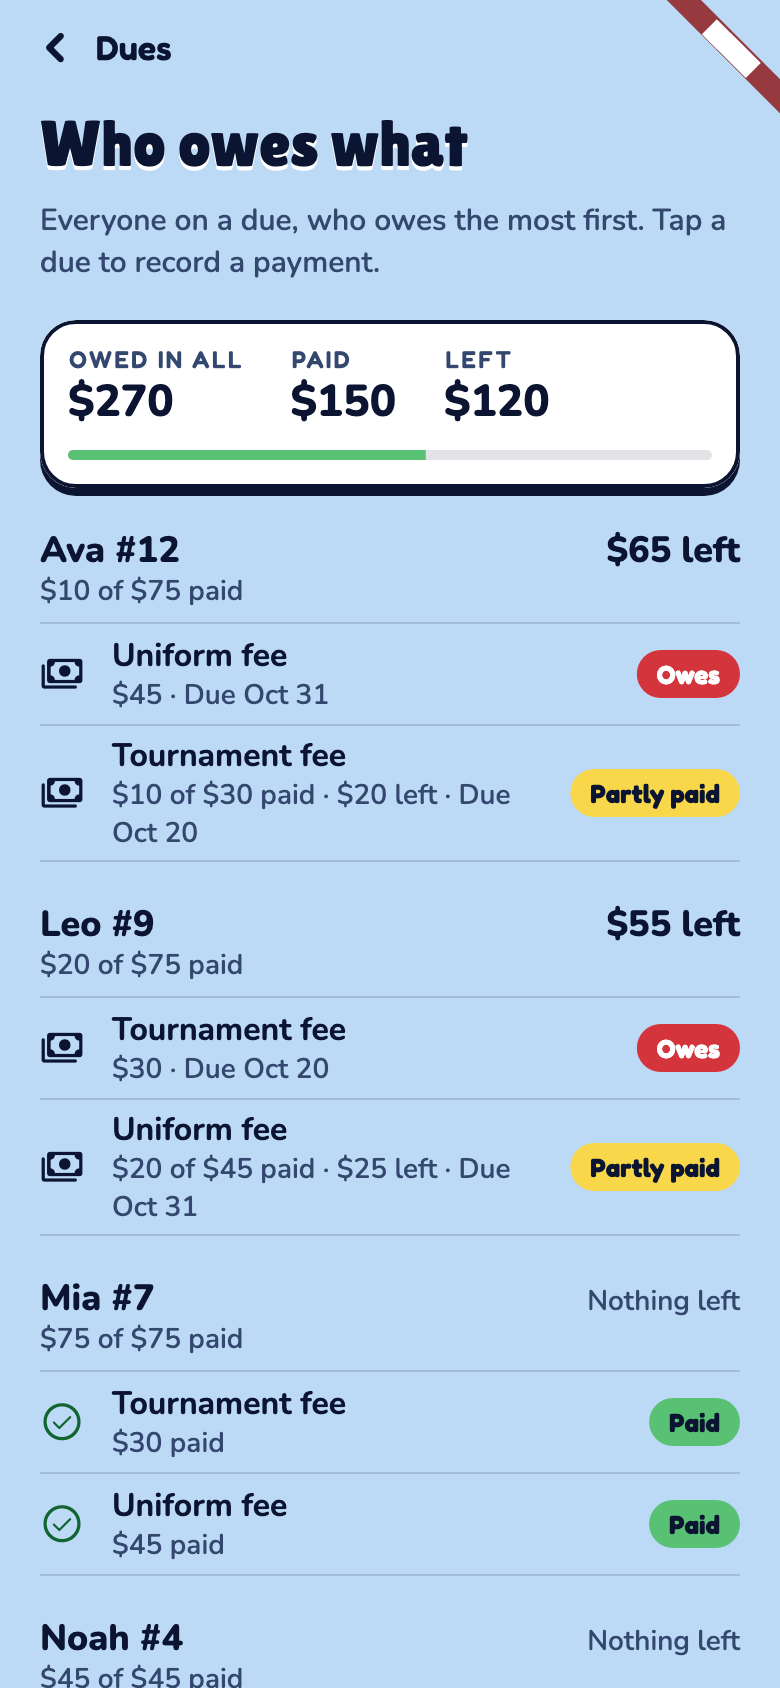 Dues
Who owes what
Everyone on a due, who owes the most first. Tap a
due to record a payment.
OWED IN ALL PAID LEFT
$270 $150 $120
Ava #12 $65 left
$10 of $75 paid
Uniform fee
$45 · Due Oct 31
Owes
Tournament fee
$10 of $30 paid · $20 left · Due
Oct 20
Partly paid
Leo #9 $55 left
$20 of $75 paid
Tournament fee
$30 · Due Oct 20
Owes
Uniform fee
$20 of $45 paid · $25 left · Due
Oct 31
Partly paid
Mia #7 Nothing left
$75 of $75 paid
Tournament fee
$30 paid
Paid
Uniform fee
$45 paid
Paid
Noah #4 Nothing left
$45 of $45 paid